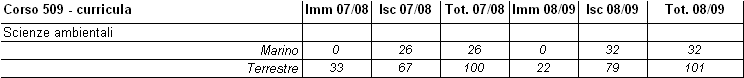 Corso 509 - curricula Imm 07/08 Isc 07/08 Tot. 07/08 Imm 08/09 Isc 08/09 Tot. 08/09
Scienze ambientali
Marino 0 26 26 0 32 32
Terrestre 33 67 100 22 79 101